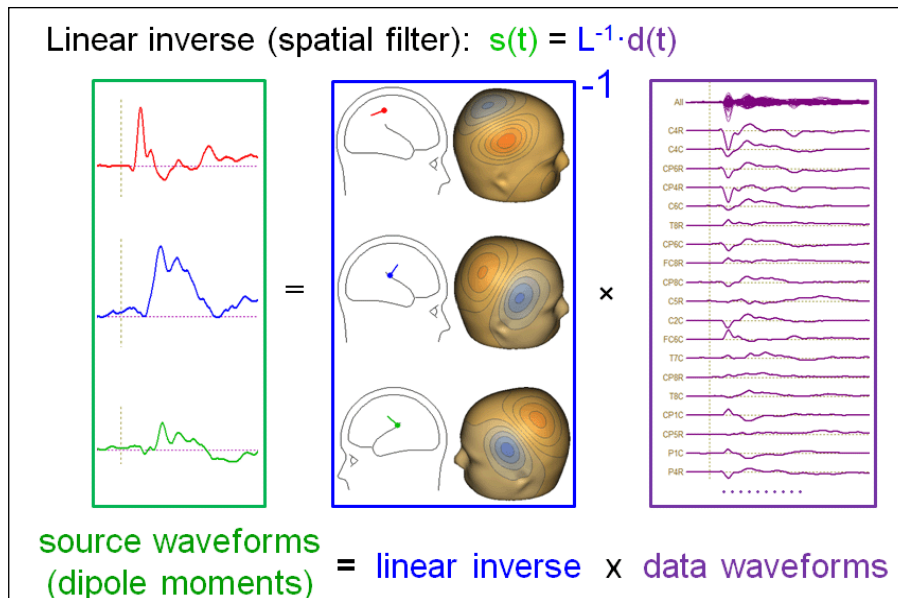 Linear inverse (spatial filter): s(t) = L⁻¹·d(t)
-1
All
C4R
C4C
CP6R
CP4R
C6C
T8R
CP6C
FC8R
CP8C
C5R
C2C
FC6C
T7C
CP8R
T8C
CP1C
CP5R
P1C
P4R
= ×
source waveforms
(dipole moments) = linear inverse x data waveforms